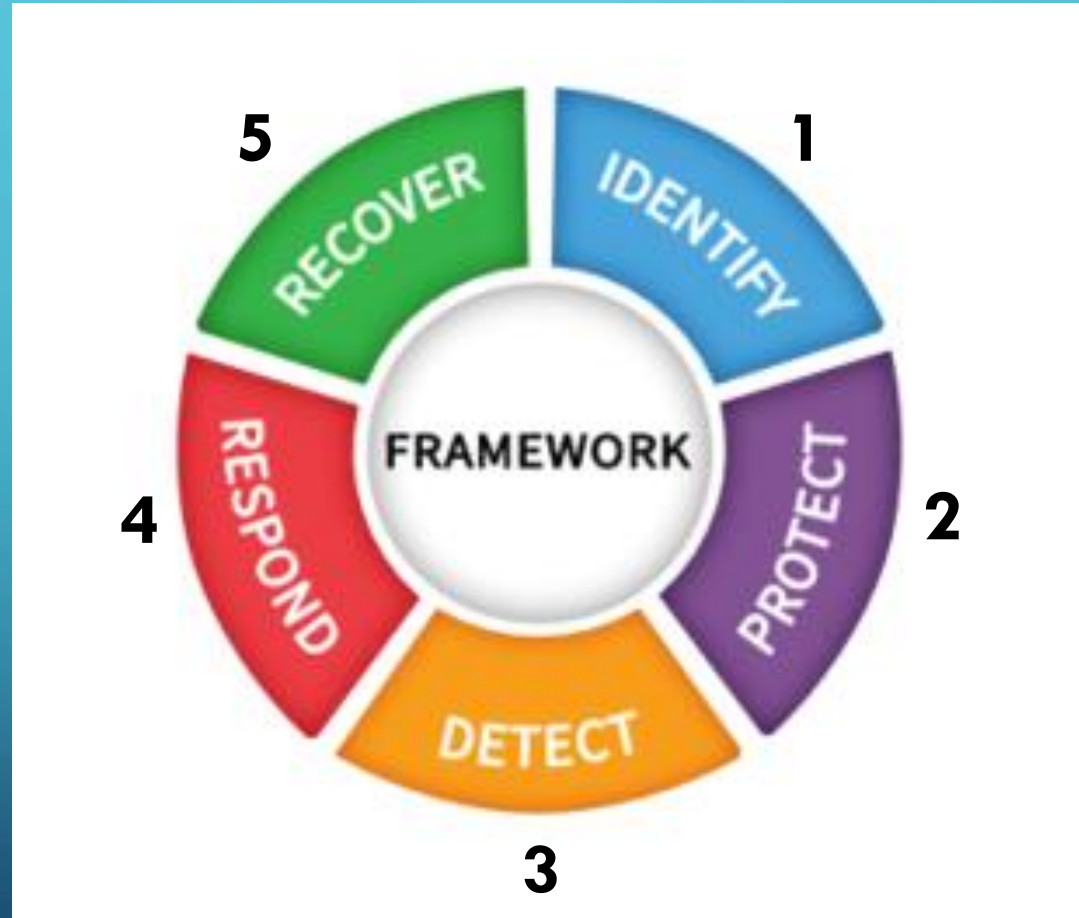 5
1
RECOVER
IDENTIFY
FRAMEWORK
RESPOND
PROTECT
4
2
DETECT
3